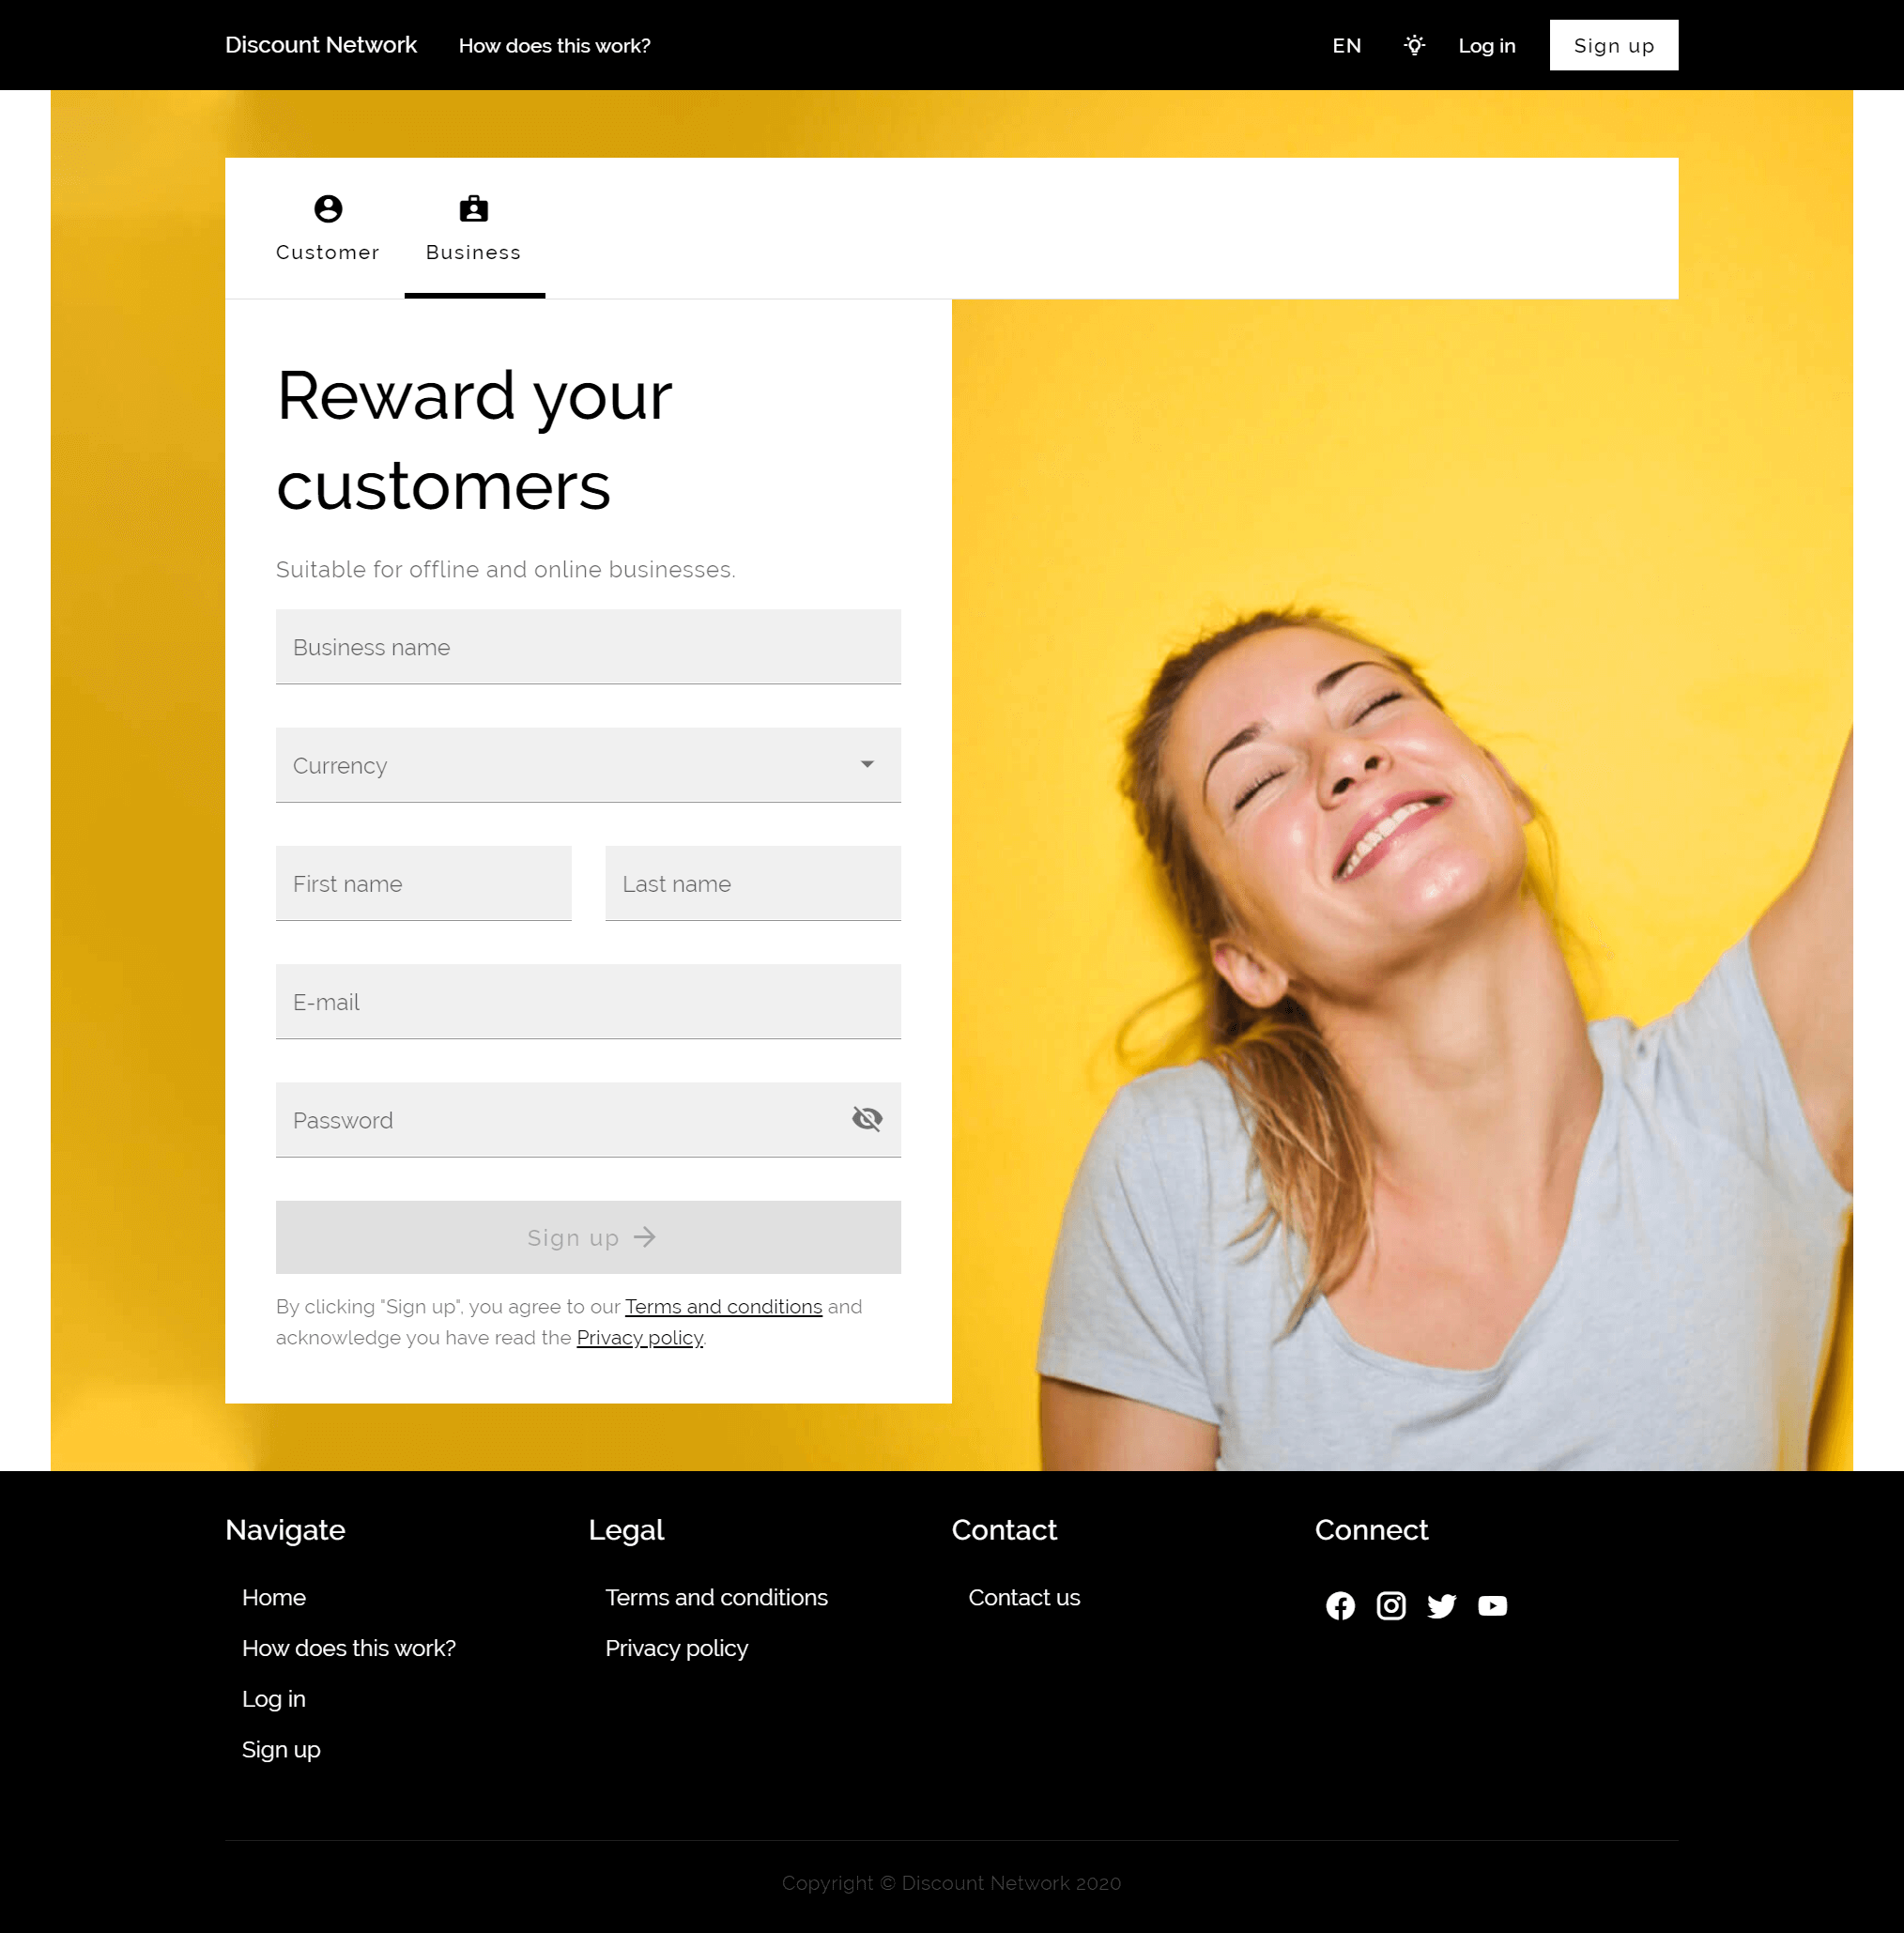 Discount Network
How does this work?
EN
Log in
Sign up
Customer
Business
Reward your
customers
Suitable for offline and online businesses.
Business name
Currency
First name
Last name
E-mail
Password
Sign up
By clicking "Sign up", you agree to our Terms and conditions and
acknowledge you have read the Privacy policy.
Navigate
Home
How does this work?
Log in
Sign up
Legal
Terms and conditions
Privacy policy
Contact
Contact us
Connect
Copyright © Discount Network 2020